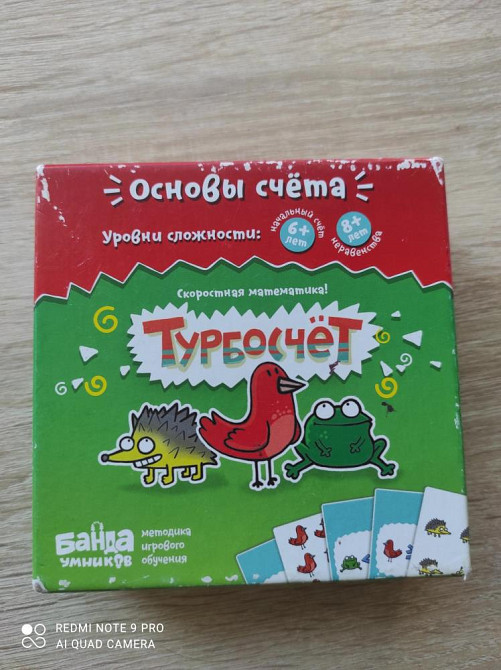 Основы счёта
Уровни сложности:
начальный счёт
6+
лет
8+
лет
неравенства
Скоростная математика!
Турбосчёт
Банда
умников
методика
игрового
обучения
REDMI NOTE 9 PRO
AI QUAD CAMERA